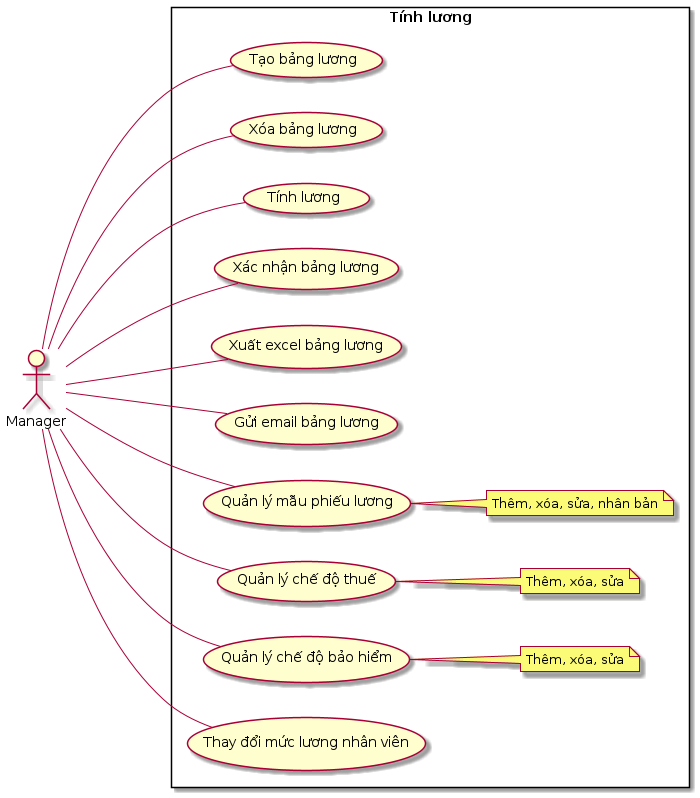 Tính lương
Tạo bảng lương
Xóa bảng lương
Tính lương
Xác nhận bảng lương
Xuất excel bảng lương
Gửi email bảng lương
Manager
Quản lý mẫu phiếu lương
Thêm, xóa, sửa, nhân bản
Quản lý chế độ thuế
Thêm, xóa, sửa
Quản lý chế độ bảo hiểm
Thêm, xóa, sửa
Thay đổi mức lương nhân viên